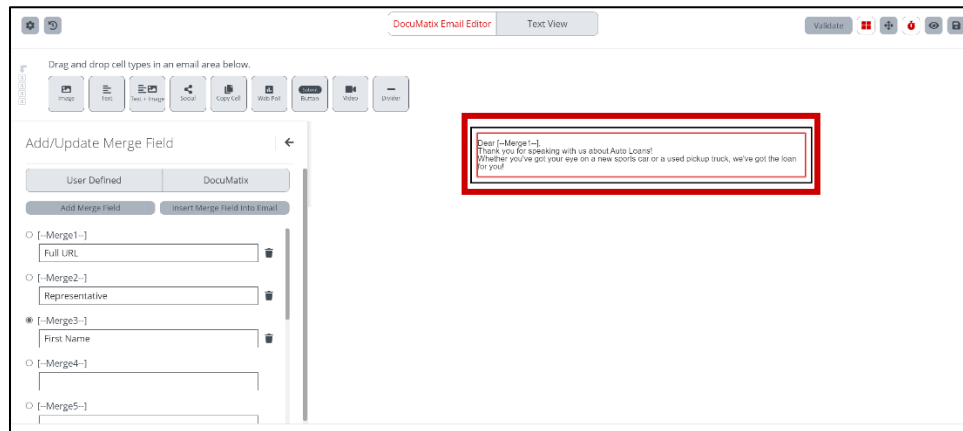 DocuMatix Email Editor
Text View
Validate
Drag and drop cell types in an email area below.
Image
Text
Text + Image
Social
Copy Cell
Web Poll
Submit
Button
Video
Divider
Add/Update Merge Field
User Defined
DocuMatix
Add Merge Field
Insert Merge Field Into Email
[--Merge1--]
Full URL
[--Merge2--]
Representative
[--Merge3--]
First Name
[--Merge4--]
[--Merge5--]
Dear [--Merge1--],
Thank you for speaking with us about Auto Loans!
Whether you've got your eye on a new sports car or a used pickup truck, we've got the loan
for you!